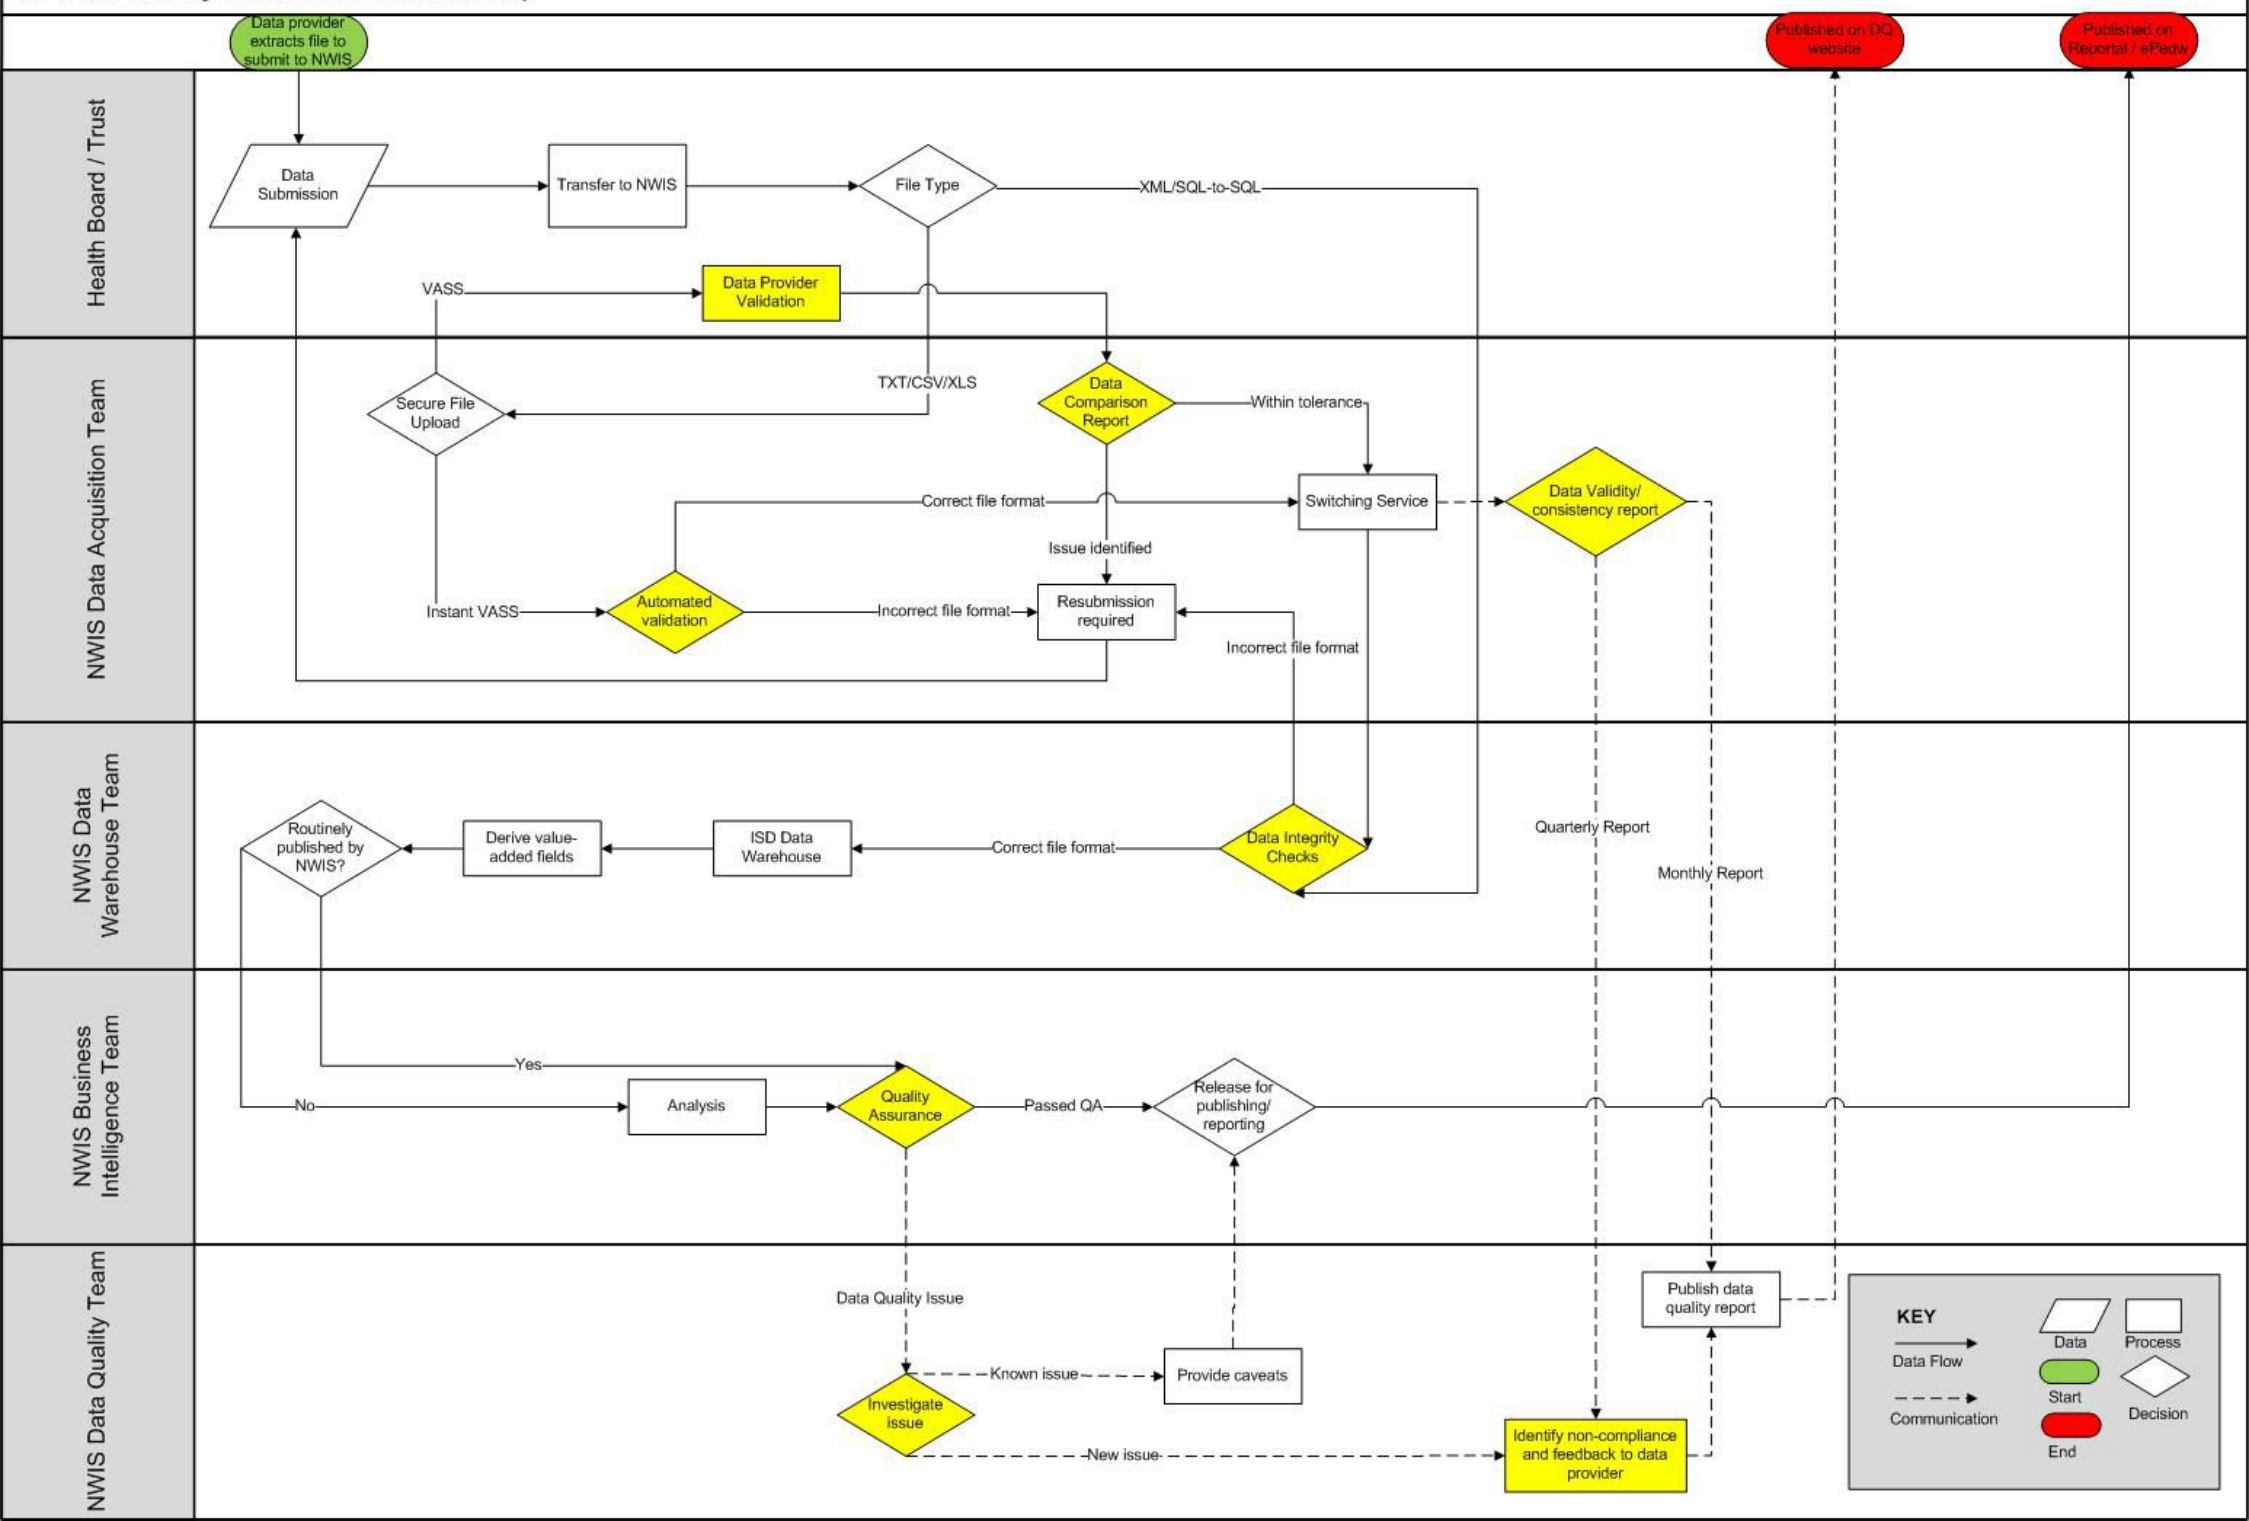 Data provider
extracts file to
submit to NWIS
Published on DQ
website
Published on
Reportal / ePedw
Health Board / Trust
Data
Submission
Transfer to NWIS
File Type
XML/SQL-to-SQL
VASS
Data Provider
Validation
NWIS Data Acquisition Team
TXT/CSV/XLS
Secure File
Upload
Data
Comparison
Report
Within tolerance
Correct file format
Switching Service
Data Validity/
consistency report
Issue identified
Instant VASS
Automated
validation
Incorrect file format
Resubmission
required
Incorrect file format
NWIS Data
Warehouse Team
Routinely
published by
NWIS?
Derive value-
added fields
ISD Data
Warehouse
Correct file format
Data Integrity
Checks
Quarterly Report
Monthly Report
NWIS Business
Intelligence Team
Yes
No
Analysis
Quality
Assurance
Passed QA
Release for
publishing/
reporting
NWIS Data Quality Team
Data Quality Issue
Known issue
Provide caveats
Investigate
issue
New issue
Identify non-compliance
and feedback to data
provider
Publish data
quality report
KEY
Data Flow
Communication
Data
Process
Start
Decision
End